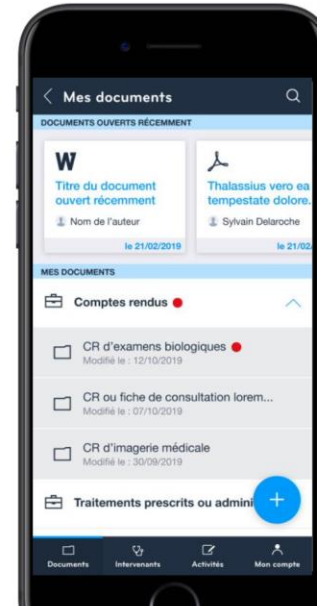 Mes documents
DOCUMENTS OUVERTS RÉCEMMENT
W
Titre du document
ouvert récemment
Nom de l'auteur
le 21/02/2019
Thalassius vero ea
tempestate dolore.
Sylvain Delaroche
le 21/02/
MES DOCUMENTS
Comptes rendus
CR d'examens biologiques
Modifié le : 12/10/2019
CR ou fiche de consultation lorem...
Modifié le : 07/10/2019
CR d'imagerie médicale
Modifié le : 30/09/2019
Traitements prescrits ou admini
Documents
Intervenants
Activités
Mon compte